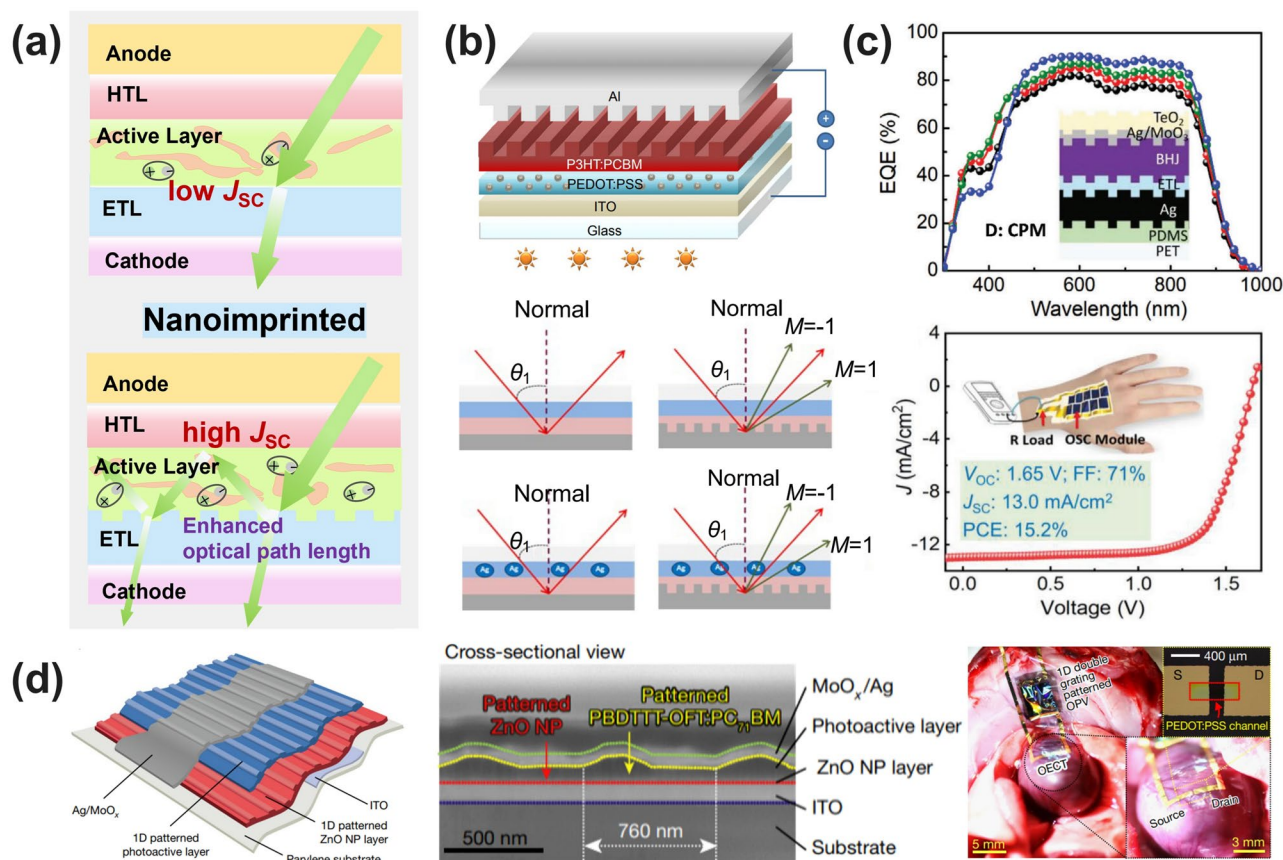 (a)
Anode
HTL
Active Layer
low JSC
ETL
Cathode
Nanoimprinted
Anode
HTL
high JSC
Active Layer
Enhanced
ETL
optical path length
Cathode
(b)
Al
P3HT:PCBM
PEDOT:PSS
ITO
Glass
+
-
Normal
θ1
Normal
M=-1
M=1
θ1
Normal
θ1
Ag Ag Ag Ag
Normal
M=-1
M=1
θ1
Ag Ag Ag Ag
(c)
100
80
60
40
20
0
EQE (%)
TeO2
Ag/MoO3
BHJ
ETL
Ag
PDMS
PET
D: CPM
400 600 800 1000
Wavelength (nm)
4
0
-4
-8
-12
J (mA/cm2)
R Load OSC Module
VOC: 1.65 V; FF: 71%
JSC: 13.0 mA/cm2
PCE: 15.2%
0.0 0.5 1.0 1.5
Voltage (V)
(d)
Ag/MoOx
1D patterned
photoactive layer
1D patterned
ZnO NP layer
ITO
Parylene substrate
Cross-sectional view
Patterned
ZnO NP
Patterned
PBDTTT-OFT:PC71BM
500 nm
760 nm
MoOx/Ag
Photoactive layer
ZnO NP layer
ITO
Substrate
1D double
grating
patterned
OPV
OECT
5 mm
400 μm
S D
PEDOT:PSS channel
Source
Drain
3 mm